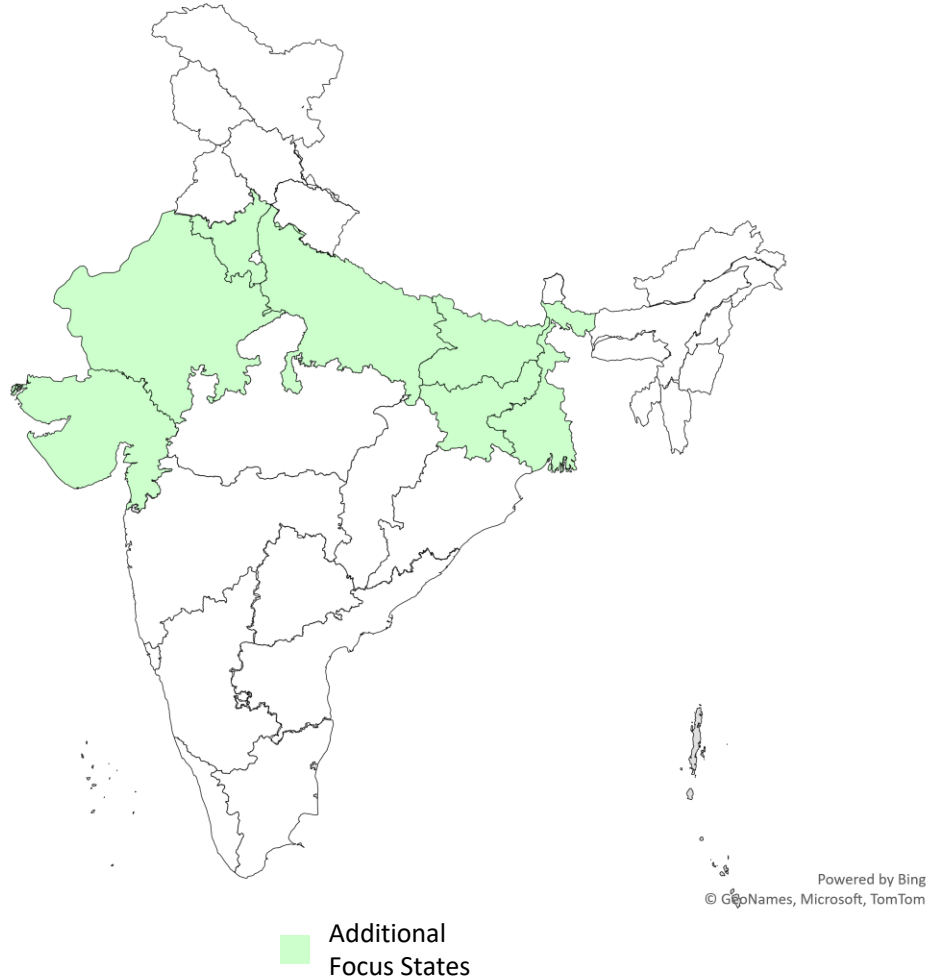 Powered by Bing
© GeoNames, Microsoft, TomTom
Additional
Focus States